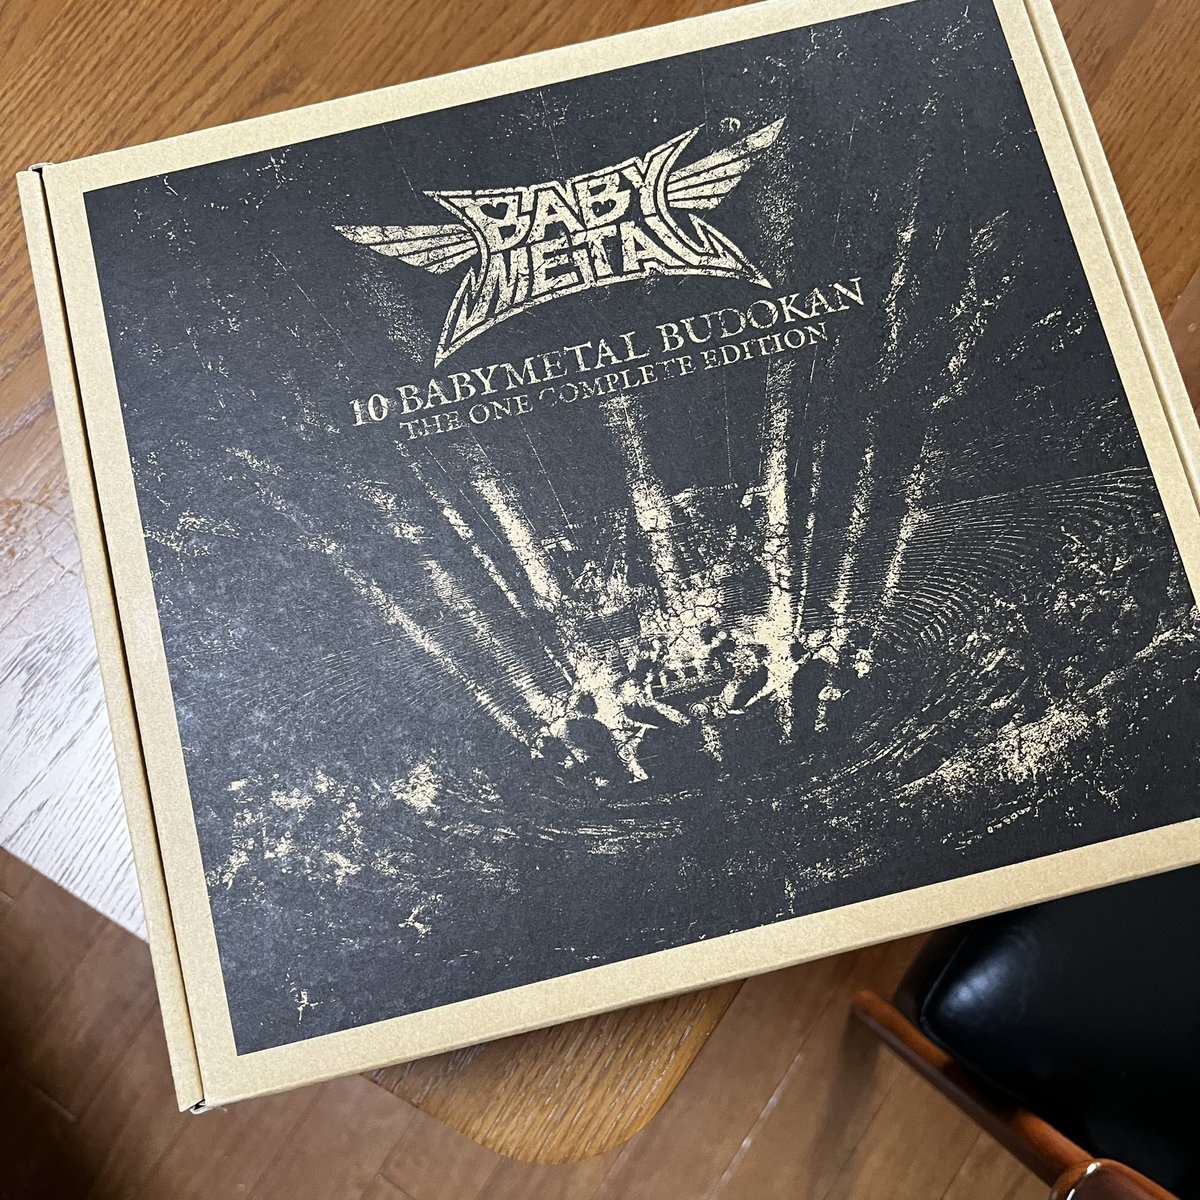 BABY
METAL
10 BABYMETAL BUDOKAN
THE ONE COMPLETE EDITION